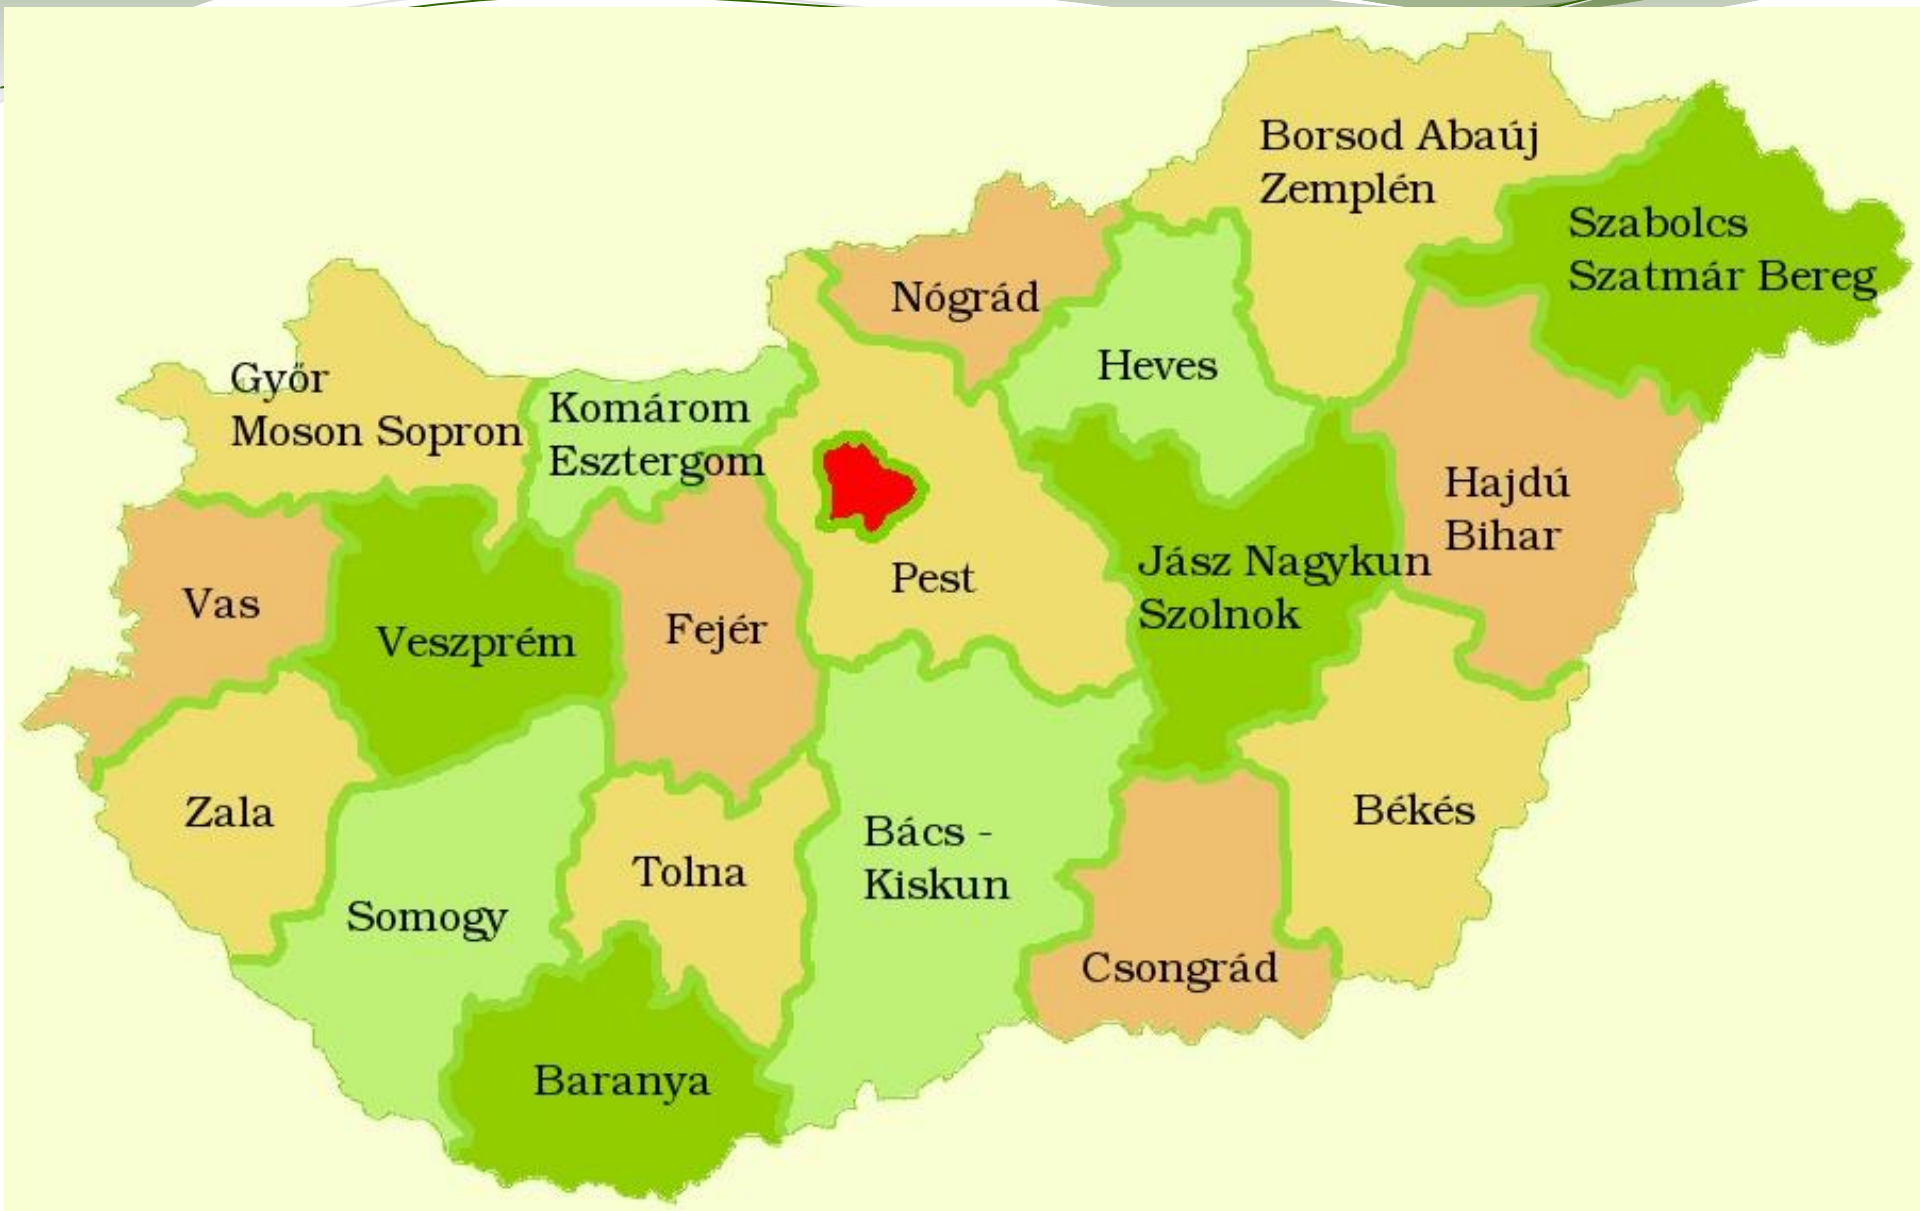 Borsod Abaúj
Zemplén
Szabolcs
Szatmár Bereg
Nógrád
Heves
Győr
Moson Sopron
Komárom
Esztergom
Hajdú
Bihar
Jász Nagykun
Szolnok
Pest
Vas
Veszprém
Fejér
Zala
Somogy
Tolna
Bács -
Kiskun
Békés
Csongrád
Baranya